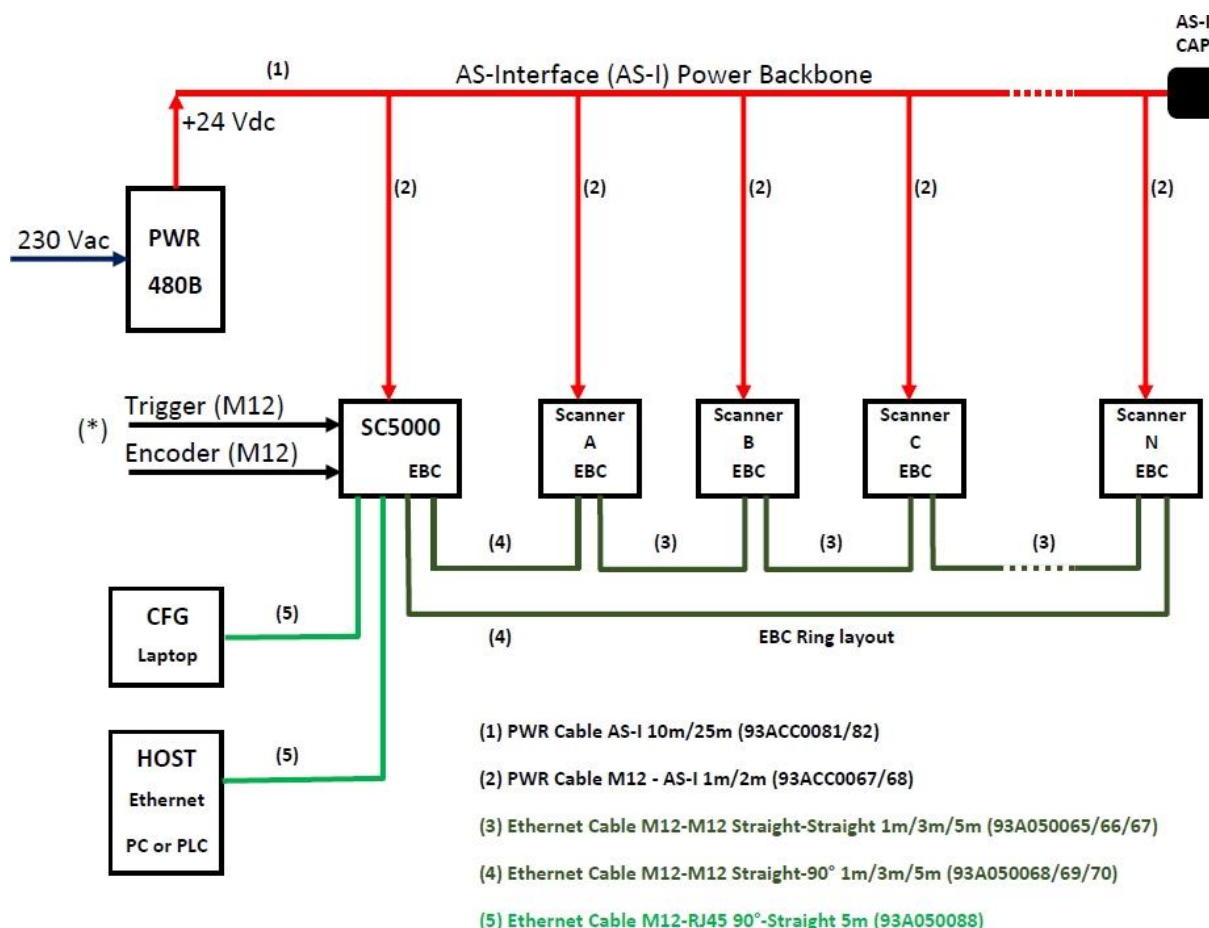 AS-I
CAP
(1)
AS-Interface (AS-I) Power Backbone
+24 Vdc
(2)
(2)
(2)
(2)
(2)
230 Vac
PWR
480B
(*)
Trigger (M12)
Encoder (M12)
SC5000
EBC
Scanner
A
EBC
Scanner
B
EBC
Scanner
C
EBC
Scanner
N
EBC
(4)
(3)
(3)
(3)
CFG
Laptop
(5)
(4)
EBC Ring layout
HOST
Ethernet
PC or PLC
(5)
(1) PWR Cable AS-I 10m/25m (93ACC0081/82)
(2) PWR Cable M12 - AS-I 1m/2m (93ACC0067/68)
(3) Ethernet Cable M12-M12 Straight-Straight 1m/3m/5m (93A050065/66/67)
(4) Ethernet Cable M12-M12 Straight-90° 1m/3m/5m (93A050068/69/70)
(5) Ethernet Cable M12-RJ45 90°-Straight 5m (93A050088)